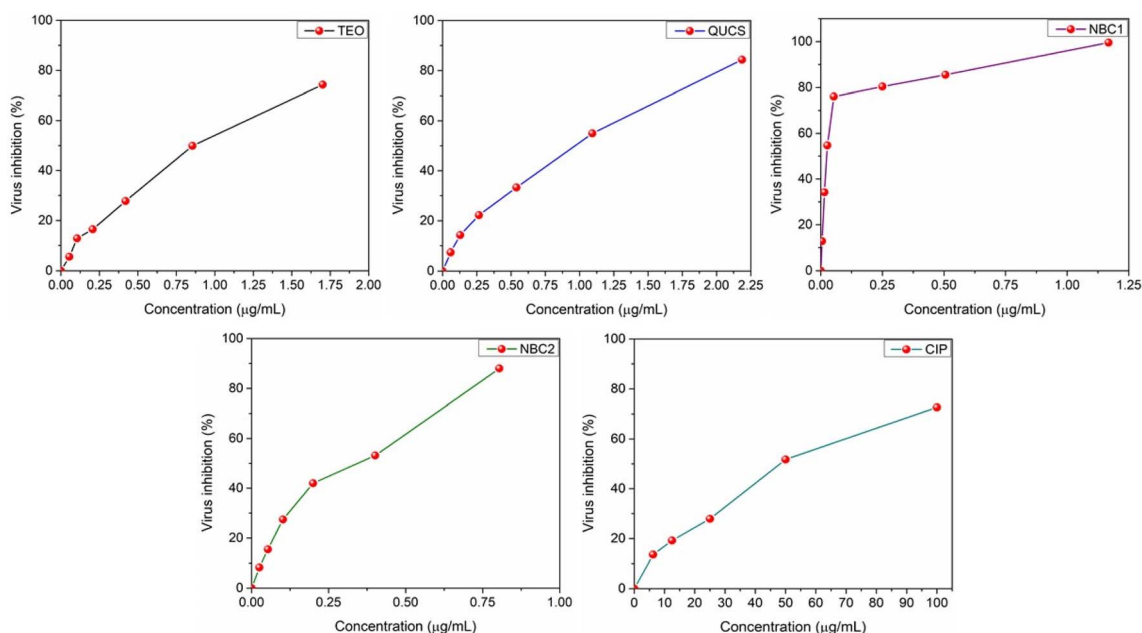 TEO
Virus inhibition (%)
100
80
60
40
20
0
0.00 0.25 0.50 0.75 1.00 1.25 1.50 1.75 2.00
Concentration (μg/mL)
QUCS
Virus inhibition (%)
100
80
60
40
20
0
0.00 0.25 0.50 0.75 1.00 1.25 1.50 1.75 2.00 2.25
Concentration (μg/mL)
NBC1
Virus inhibition (%)
100
80
60
40
20
0
0.00 0.25 0.50 0.75 1.00 1.25
Concentration (μg/mL)
NBC2
Virus inhibition (%)
100
80
60
40
20
0
0.00 0.25 0.50 0.75 1.00
Concentration (μg/mL)
CIP
Virus inhibition (%)
100
80
60
40
20
0
0 10 20 30 40 50 60 70 80 90 100
Concentration (μg/mL)